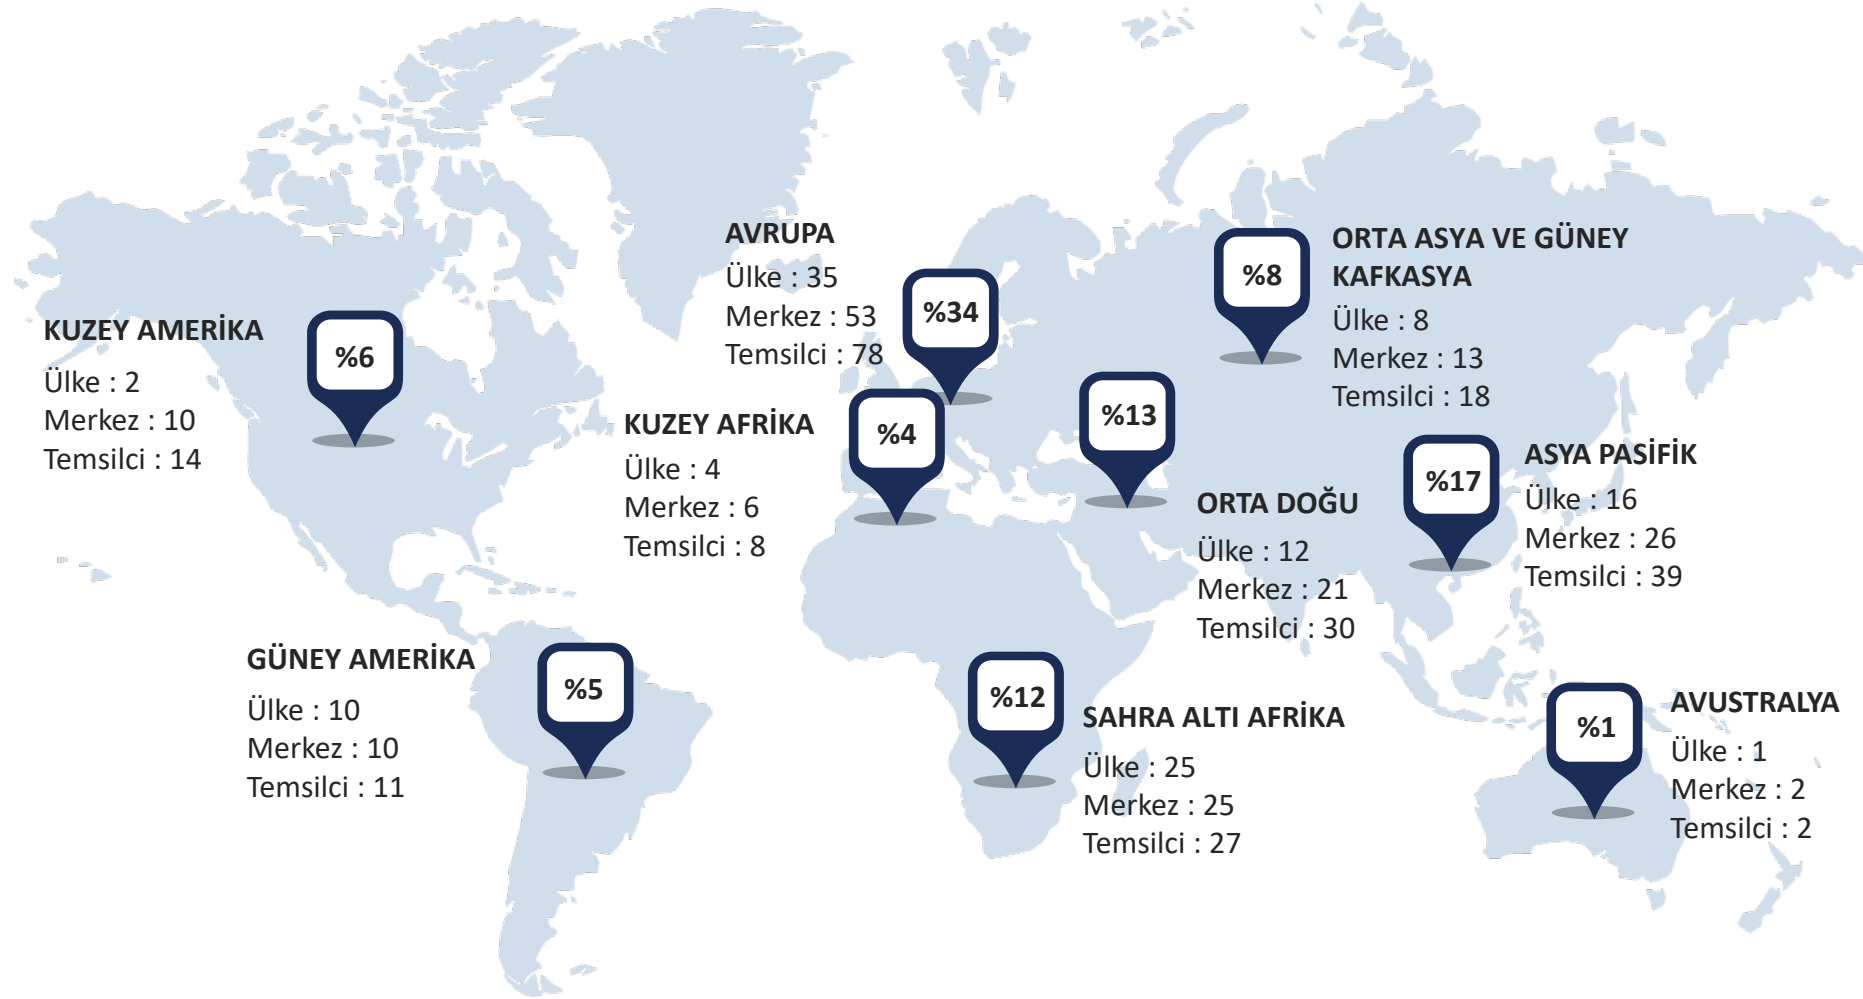 AVRUPA
Ülke : 35
Merkez : 53
Temsilci : 78
%34
ORTA ASYA VE GÜNEY
KAFKASYA
Ülke : 8
Merkez : 13
Temsilci : 18
%8
KUZEY AMERİKA
Ülke : 2
Merkez : 10
Temsilci : 14
%6
KUZEY AFRİKA
Ülke : 4
Merkez : 6
Temsilci : 8
%4
%13
ORTA DOĞU
Ülke : 12
Merkez : 21
Temsilci : 30
%17
ASYA PASİFİK
Ülke : 16
Merkez : 26
Temsilci : 39
GÜNEY AMERİKA
Ülke : 10
Merkez : 10
Temsilci : 11
%5
%12
SAHRA ALTI AFRİKA
Ülke : 25
Merkez : 25
Temsilci : 27
%1
AVUSTRALYA
Ülke : 1
Merkez : 2
Temsilci : 2